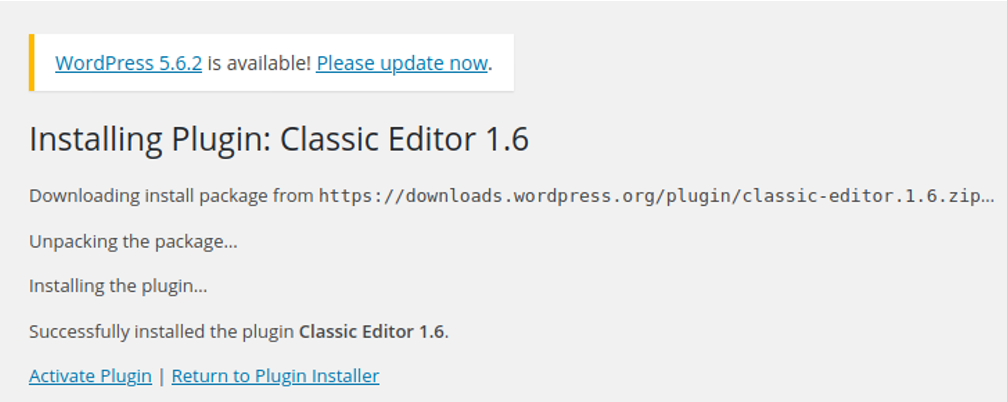 WordPress 5.6.2 is available! Please update now.
Installing Plugin: Classic Editor 1.6
Downloading install package from https://downloads.wordpress.org/plugin/classic-editor.1.6.zip…
Unpacking the package…
Installing the plugin…
Successfully installed the plugin Classic Editor 1.6.
Activate Plugin | Return to Plugin Installer